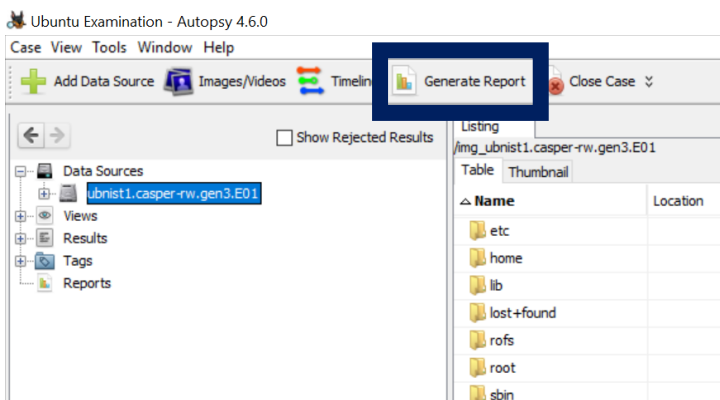 Ubuntu Examination - Autopsy 4.6.0
Case View Tools Window Help
Add Data Source Images/Videos Timeline Generate Report Close Case
Show Rejected Results
Data Sources
ubnist1.casper-rw.gen3.E01
Views
Results
Tags
Reports
Listing
/img_ubnist1.casper-rw.gen3.E01
Table Thumbnail
Name Location
etc
home
lib
lost+found
rofs
root
sbin